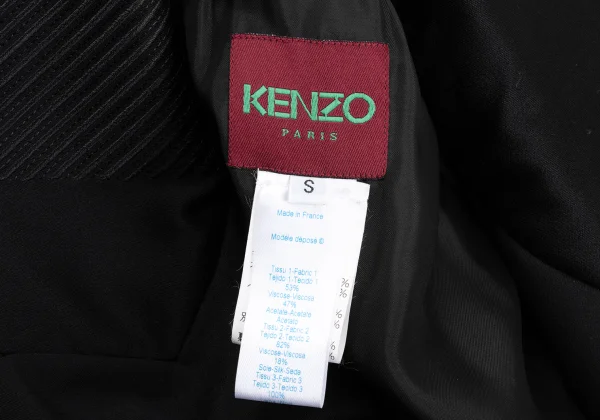 KENZO
PARIS
S
Made in France
Modèle déposé ©
Tissu 1-Fabric 1
Tejido 1-Tecido 1
53%
Viscose-Viscosa
47%
Acetate-Acetate
Acetato
Tissu 2-Fabric 2
Tejido 2-Tecido 2
82%
Viscose-Viscosa
18%
Soie-Silk-Seda
Tissu 3-Fabric 3
Tejido 3-Tecido 3
100%